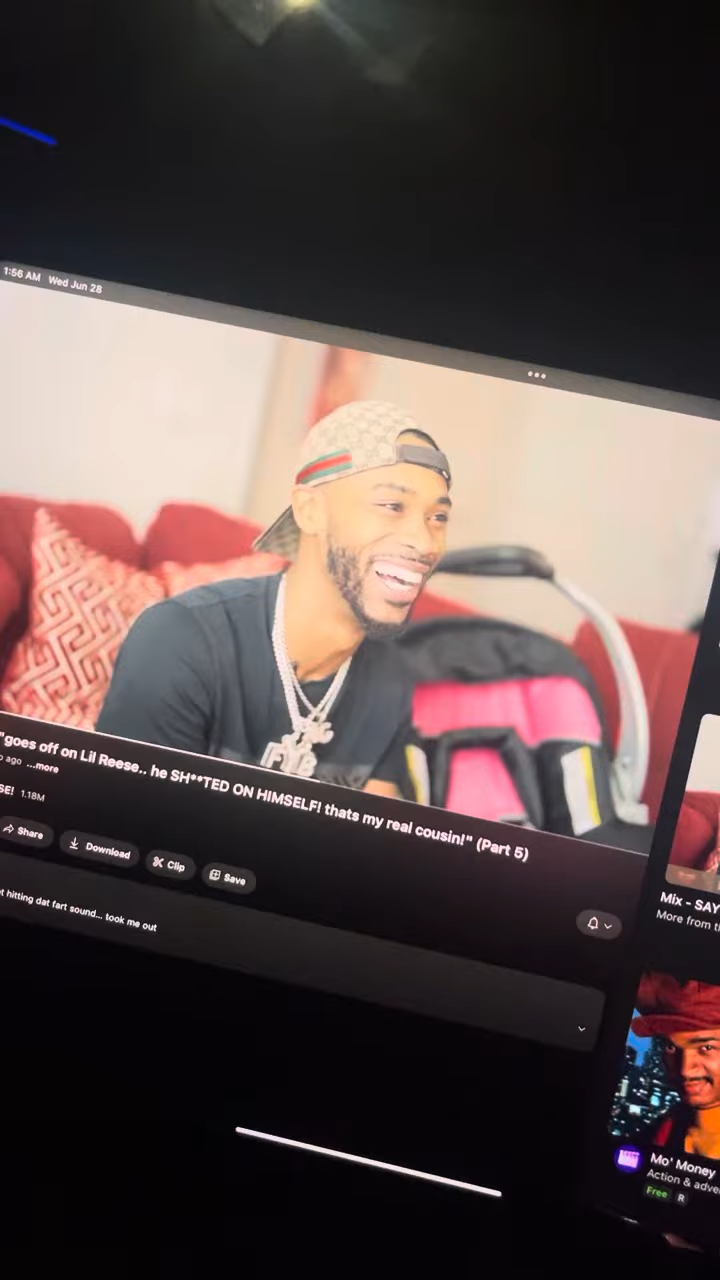 1:56 AM Wed Jun 28
"goes off on Lil Reese.. he SH**TED ON HIMSELF! thats my real cousin!" (Part 5)
ago ...more
SE! 1.18M
Share
Download
Clip
Save
hitting dat fart sound... took me out
Mix - SAY
More from
Mo' Money
Action & adve
Free R